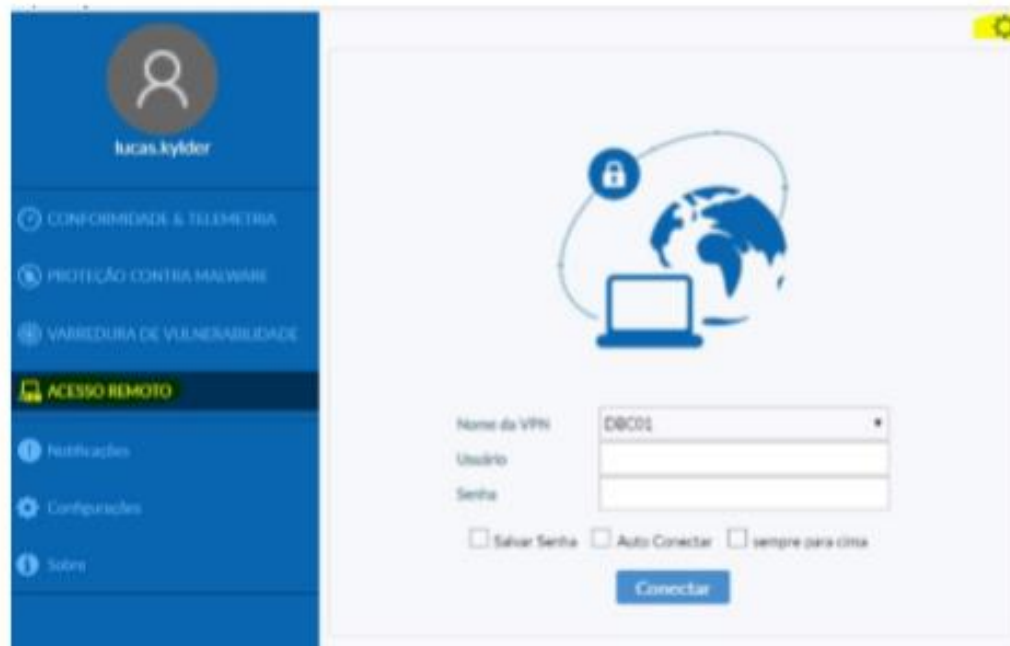 lucas.kylder
CONFORMIDADE & TELEMETRIA
PROTEÇÃO CONTRA MALWARE
VARREDURA DE VULNERABILIDADE
ACESSO REMOTO
Notificações
Configurações
Sobre
Nome da VPN DBC01
Usuário
Senha
Salvar Senha Auto Conectar sempre para cima
Conectar